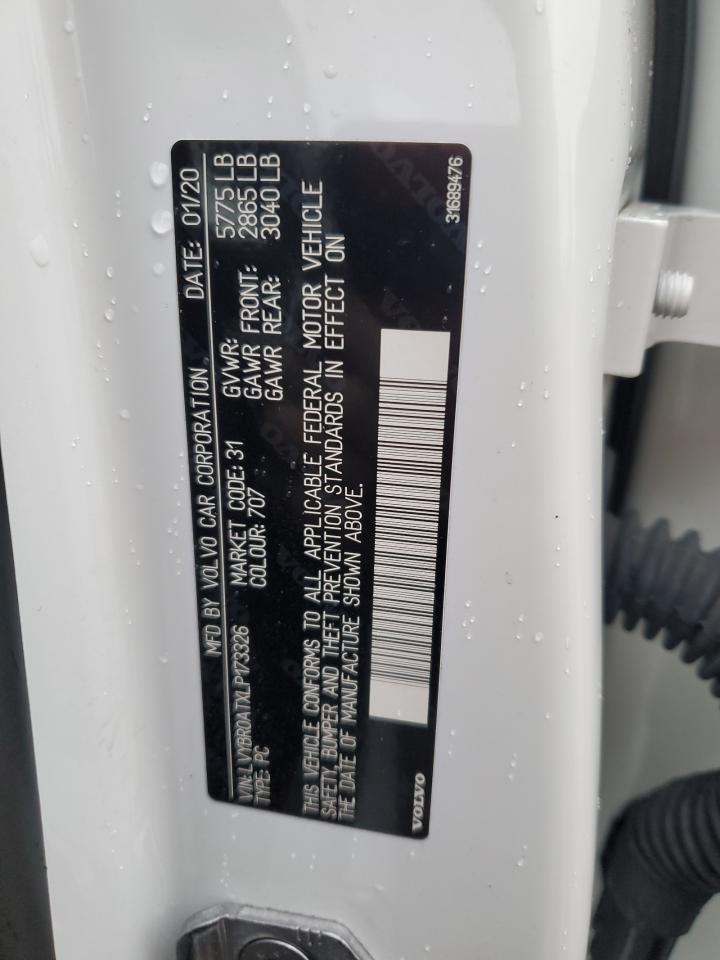 MFD BY VOLVO CAR CORPORATION DATE: 01/20
VIN:LVYBR0ATXLP173326 MARKET CODE:31 GVWR: 5775 LB
TYPE: PC COLOUR: 707 GAWR FRONT: 2865 LB
GAWR REAR: 3040 LB
THIS VEHICLE CONFORMS TO ALL APPLICABLE FEDERAL MOTOR VEHICLE
SAFETY, BUMPER AND THEFT PREVENTION STANDARDS IN EFFECT ON
THE DATE OF MANUFACTURE SHOWN ABOVE.
VOLVO 31689476